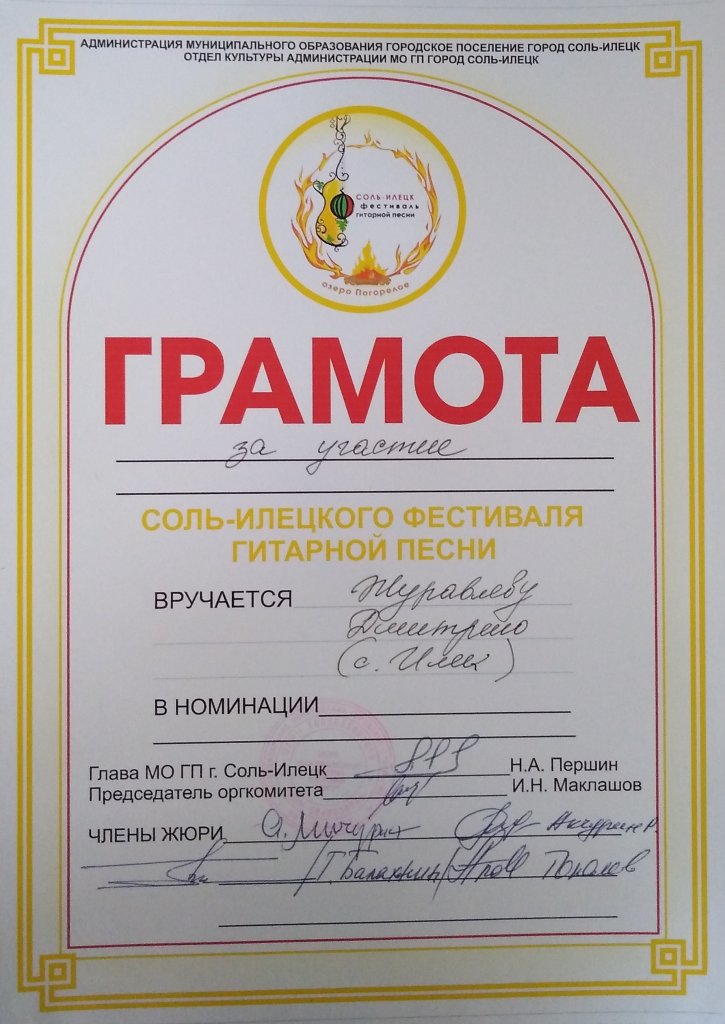 АДМИНИСТРАЦИЯ МУНИЦИПАЛЬНОГО ОБРАЗОВАНИЯ ГОРОДСКОЕ ПОСЕЛЕНИЕ ГОРОД СОЛЬ-ИЛЕЦК
ОТДЕЛ КУЛЬТУРЫ АДМИНИСТРАЦИИ МО ГП ГОРОД СОЛЬ-ИЛЕЦК
СОЛЬ-ИЛЕЦК
фестиваль
гитарной песни
озеро Погорелое
ГРАМОТА
за участие
СОЛЬ-ИЛЕЦКОГО ФЕСТИВАЛЯ
ГИТАРНОЙ ПЕСНИ
ВРУЧАЕТСЯ Журавлеву
Дмитрию
(с. Илек)
В НОМИНАЦИИ
Глава МО ГП г. Соль-Илецк Н.А. Першин
Председатель оргкомитета И.Н. Маклашов
ЧЛЕНЫ ЖЮРИ А. Мичурин